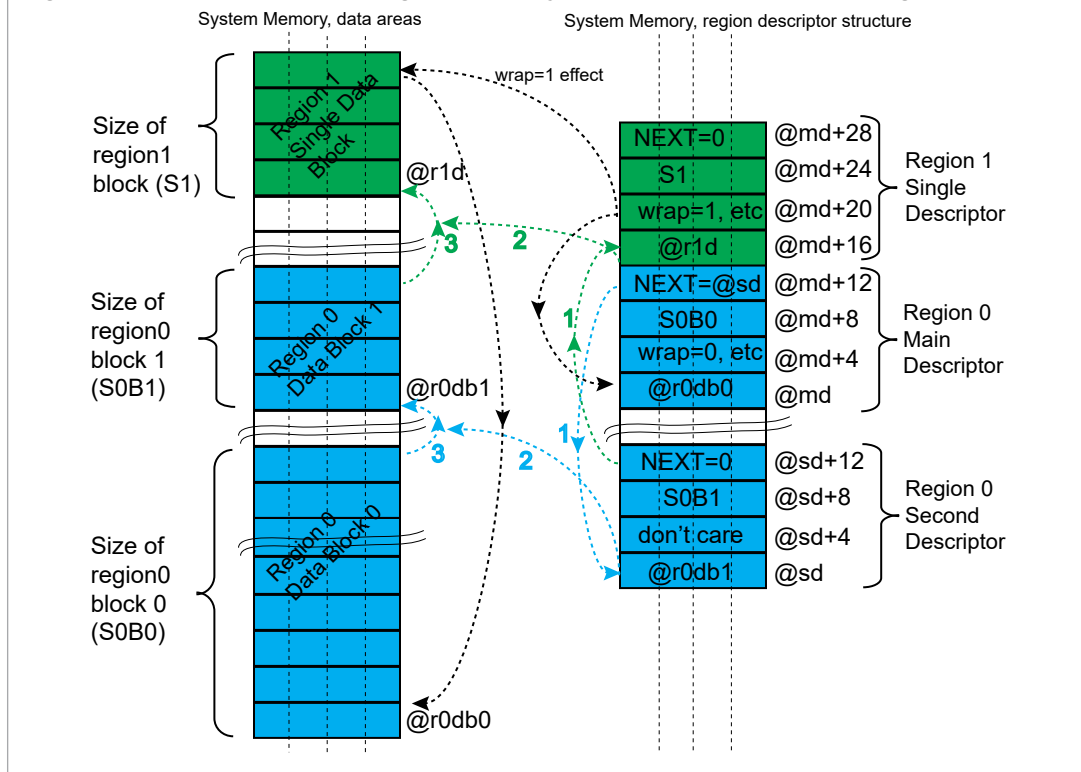 System Memory, data areas
System Memory, region descriptor structure
wrap=1 effect
Size of
region1
block (S1)
Region 1
Single Data
Block
@r1d
3
2
Size of
region0
block 1
(S0B1)
Region 0
Data Block 1
@r0db1
3
2
Size of
region0
block 0
(S0B0)
Region 0
Data Block 0
@r0db0
1
1
NEXT=0 @md+28
S1 @md+24
wrap=1, etc @md+20
@r1d @md+16
Region 1
Single
Descriptor
NEXT=@sd @md+12
S0B0 @md+8
wrap=0, etc @md+4
@r0db0 @md
Region 0
Main
Descriptor
NEXT=0 @sd+12
S0B1 @sd+8
don't care @sd+4
@r0db1 @sd
Region 0
Second
Descriptor